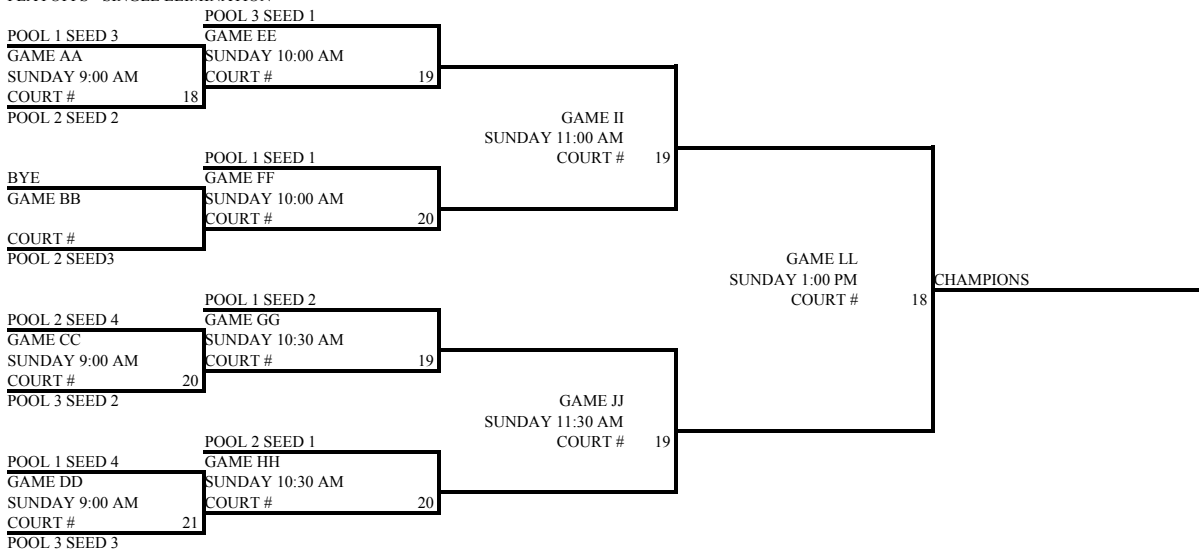 POOL 3 SEED 1
POOL 1 SEED 3
GAME EE
GAME AA
SUNDAY 10:00 AM
SUNDAY 9:00 AM
COURT # 19
COURT # 18
POOL 2 SEED 2
GAME II
SUNDAY 11:00 AM
COURT # 19
POOL 1 SEED 1
BYE
GAME FF
GAME BB
SUNDAY 10:00 AM
COURT # 20
COURT #
POOL 2 SEED3
GAME LL
SUNDAY 1:00 PM
CHAMPIONS
COURT # 18
POOL 1 SEED 2
POOL 2 SEED 4
GAME GG
GAME CC
SUNDAY 10:30 AM
SUNDAY 9:00 AM
COURT # 19
COURT # 20
POOL 3 SEED 2
GAME JJ
SUNDAY 11:30 AM
COURT # 19
POOL 2 SEED 1
POOL 1 SEED 4
GAME HH
GAME DD
SUNDAY 10:30 AM
SUNDAY 9:00 AM
COURT # 20
COURT # 21
POOL 3 SEED 3